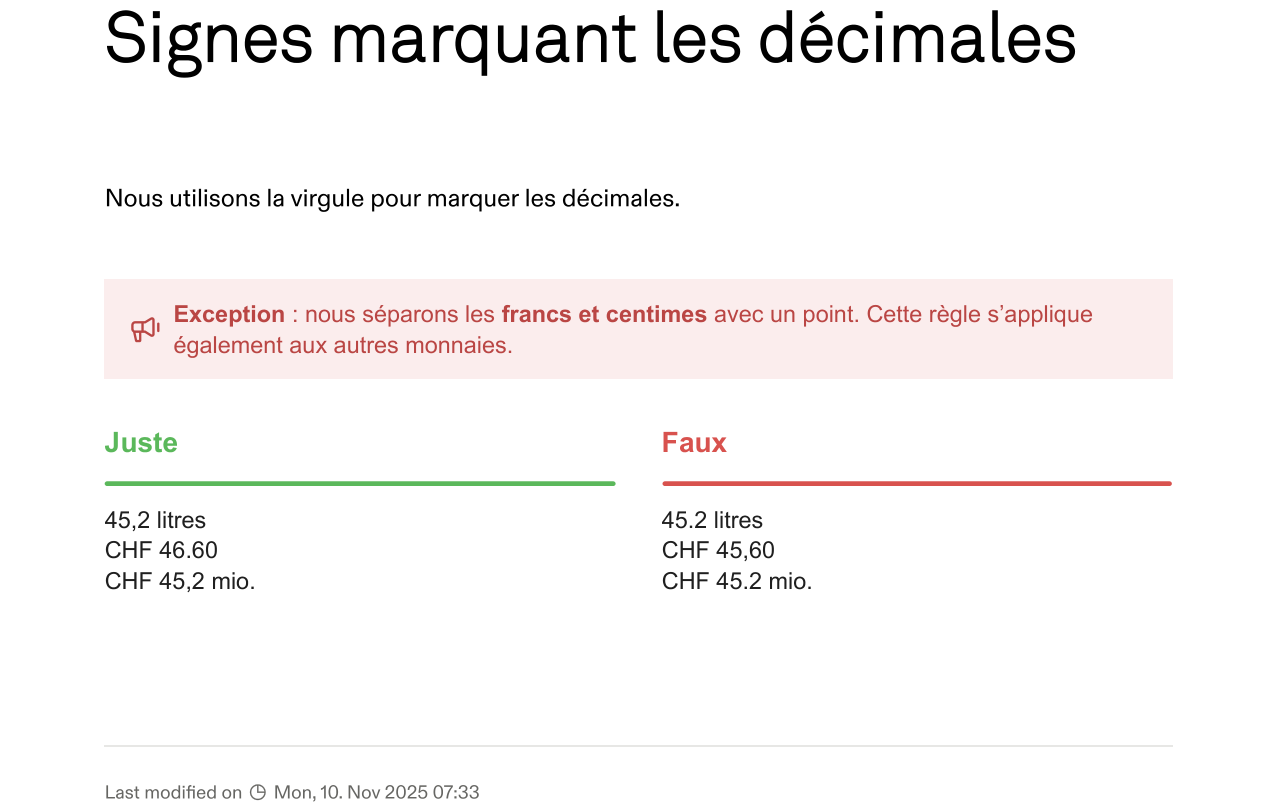 Signes marquant les décimales
Nous utilisons la virgule pour marquer les décimales.
Exception : nous séparons les francs et centimes avec un point. Cette règle s’applique
également aux autres monnaies.
Juste
45,2 litres
CHF 46.60
CHF 45,2 mio.
Faux
45.2 litres
CHF 45,60
CHF 45.2 mio.
Last modified on Mon, 10. Nov 2025 07:33